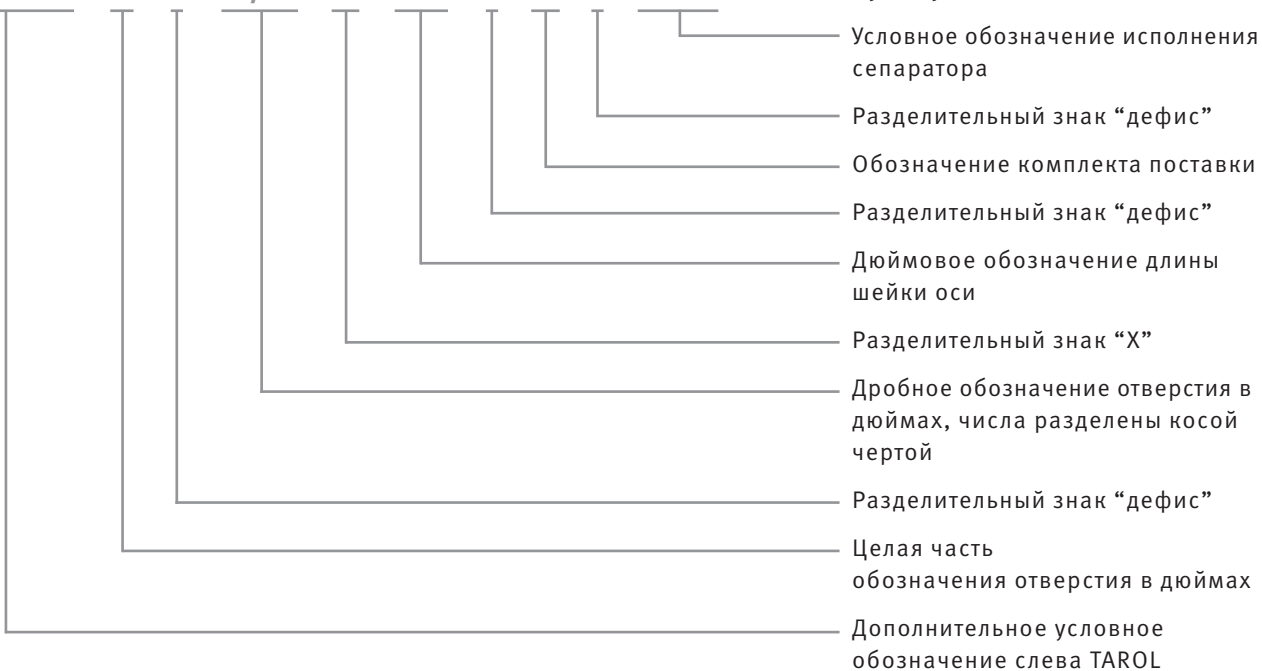 Условное обозначение исполнения
сепаратора
Разделительный знак “дефис”
Обозначение комплекта поставки
Разделительный знак “дефис”
Дюймовое обозначение длины
шейки оси
Разделительный знак “Х”
Дробное обозначение отверстия в
дюймах, числа разделены косой
чертой
Разделительный знак “дефис”
Целая часть
обозначения отверстия в дюймах
Дополнительное условное
обозначение слева TAROL